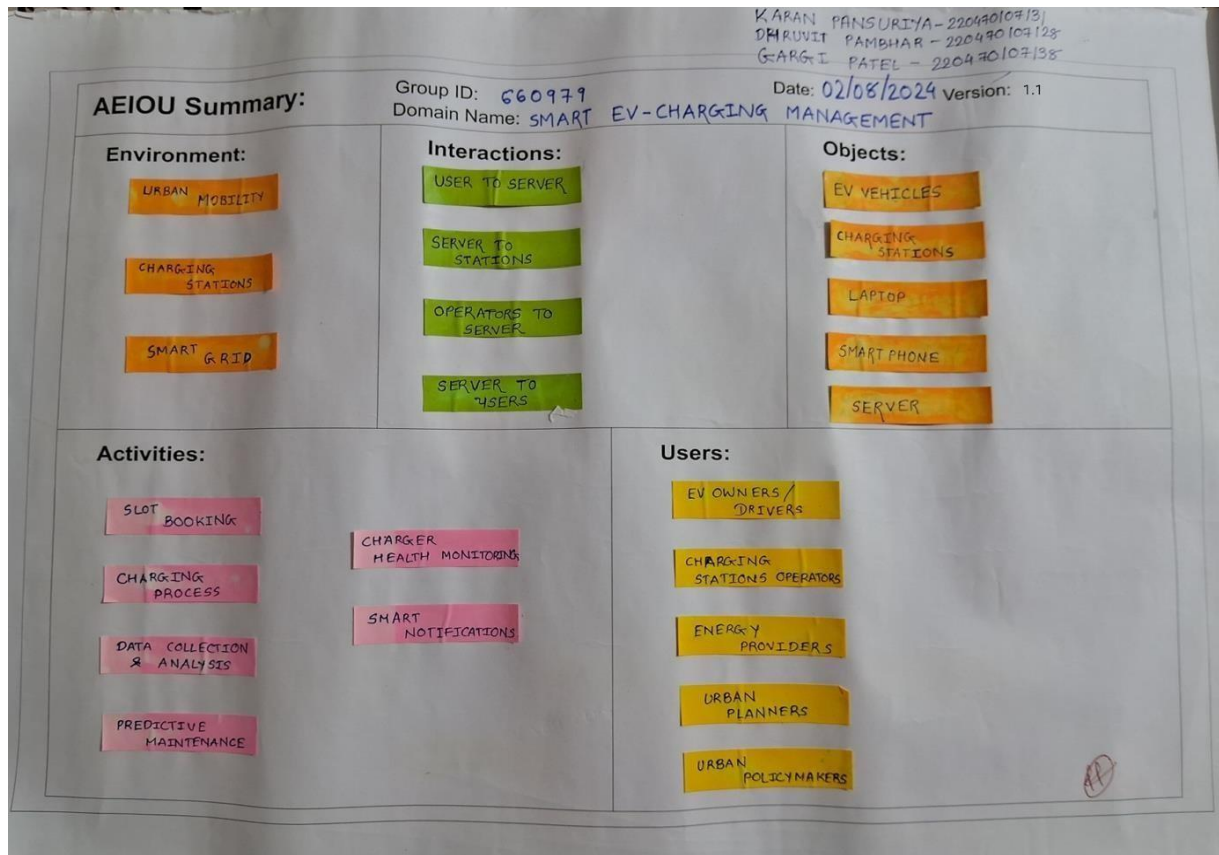 KARAN PANSURIYA-220470107131
DHRUVIT PAMBHAR - 220470107128
GARGI PATEL - 220470107138
AEIOU Summary:
Group ID: 660979
Date: 02/08/2024 Version: 1.1
Domain Name: SMART EV-CHARGING MANAGEMENT
Environment:
URBAN
MOBILITY
CHARGING
STATIONS
SMART
GRID
Interactions:
USER TO SERVER
SERVER TO
STATIONS
OPERATORS TO
SERVER
SERVER TO
USERS
Objects:
EV VEHICLES
CHARGING
STATIONS
LAPTOP
SMART PHONE
SERVER
Activities:
SLOT
BOOKING
CHARGING
PROCESS
DATA COLLECTION
& ANALYSIS
PREDICTIVE
MAINTENANCE
CHARGER
HEALTH MONITORING
SMART
NOTIFICATIONS
Users:
EV OWNERS/
DRIVERS
CHARGING
STATIONS OPERATORS
ENERGY
PROVIDERS
URBAN
PLANNERS
URBAN
POLICYMAKERS